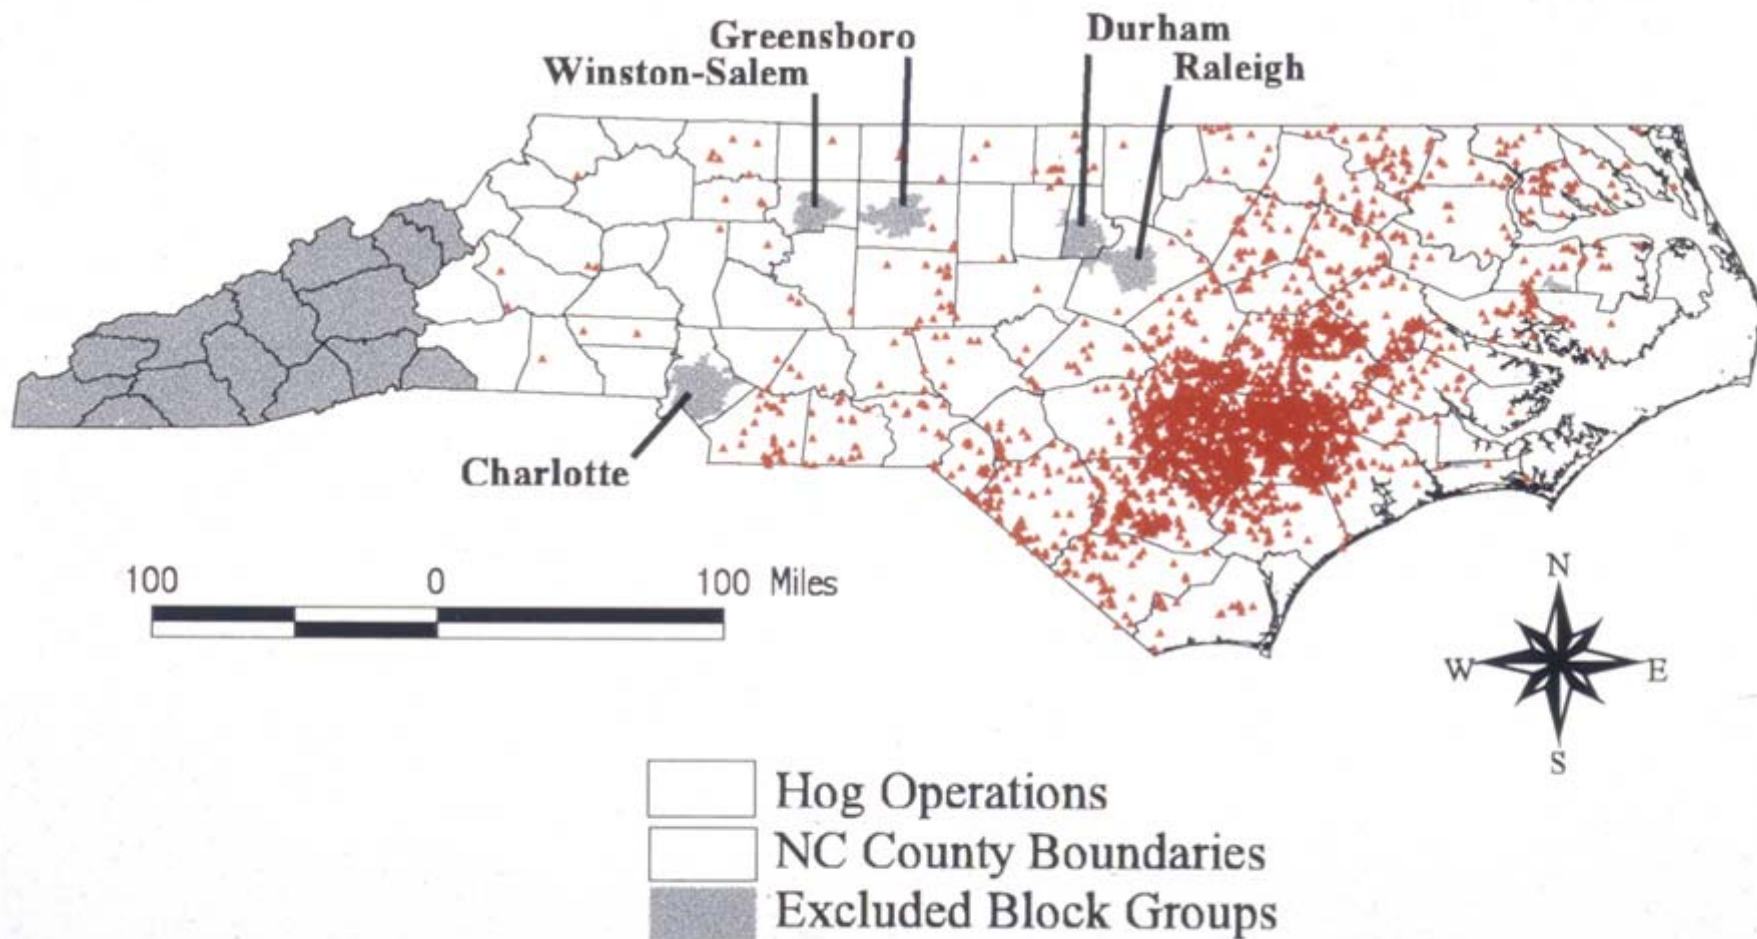 Greensboro
Durham
Winston-Salem
Raleigh
Charlotte
100 0 100 Miles
N
W E
S
Hog Operations
NC County Boundaries
Excluded Block Groups